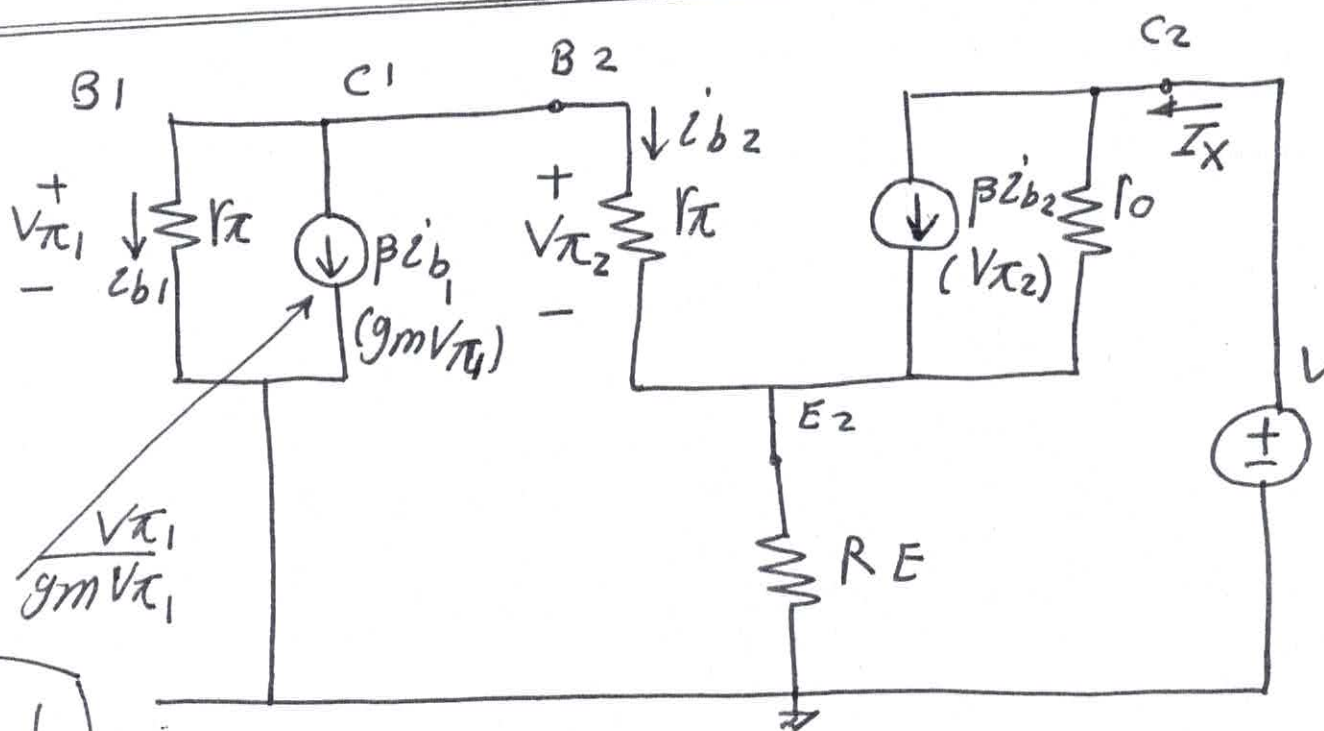 B1
C1
B2
C2
ib2
IX
+
Vπ1
-
ib1
rπ
βib1
(gmVπ1)
+
Vπ2
-
rπ
βib2
(Vπ2)
ro
E2
V
+
-
Vπ1
gmVπ1
RE